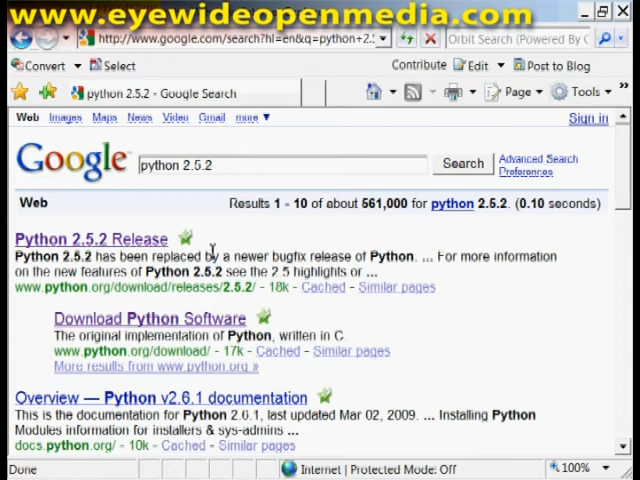 www.eyewideopenmedia.com
http://www.google.com/search?hl=en&q=python+2.5
Orbit Search (Powered By G
Convert
Select
Contribute
Edit
Post to Blog
python 2.5.2 - Google Search
Page
Tools
Web Images Maps News Video Gmail more ▼
Sign in
Google
python 2.5.2
Search
Advanced Search
Preferences
Web
Results 1 - 10 of about 561,000 for python 2.5.2. (0.10 seconds)
Python 2.5.2 Release
Python 2.5.2 has been replaced by a newer bugfix release of Python. ... For more information
on the new features of Python 2.5.2 see the 2.5 highlights or ...
www.python.org/download/releases/2.5.2/ - 18k - Cached - Similar pages
Download Python Software
The original implementation of Python, written in C
www.python.org/download/ - 17k - Cached - Similar pages
More results from www.python.org »
Overview — Python v2.6.1 documentation
This is the documentation for Python 2.6.1, last updated Mar 02, 2009. ... Installing Python
Modules information for installers & sys-admins ...
docs.python.org/ - 10k - Cached - Similar pages
Done
Internet | Protected Mode: Off
100%